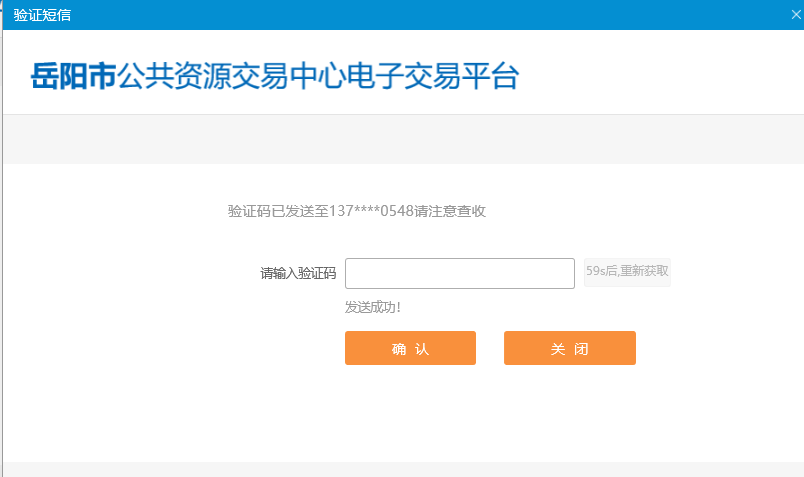 验证短信
岳阳市公共资源交易中心电子交易平台
验证码已发送至137****0548请注意查收
请输入验证码
59s后,重新获取
发送成功!
确 认
关 闭